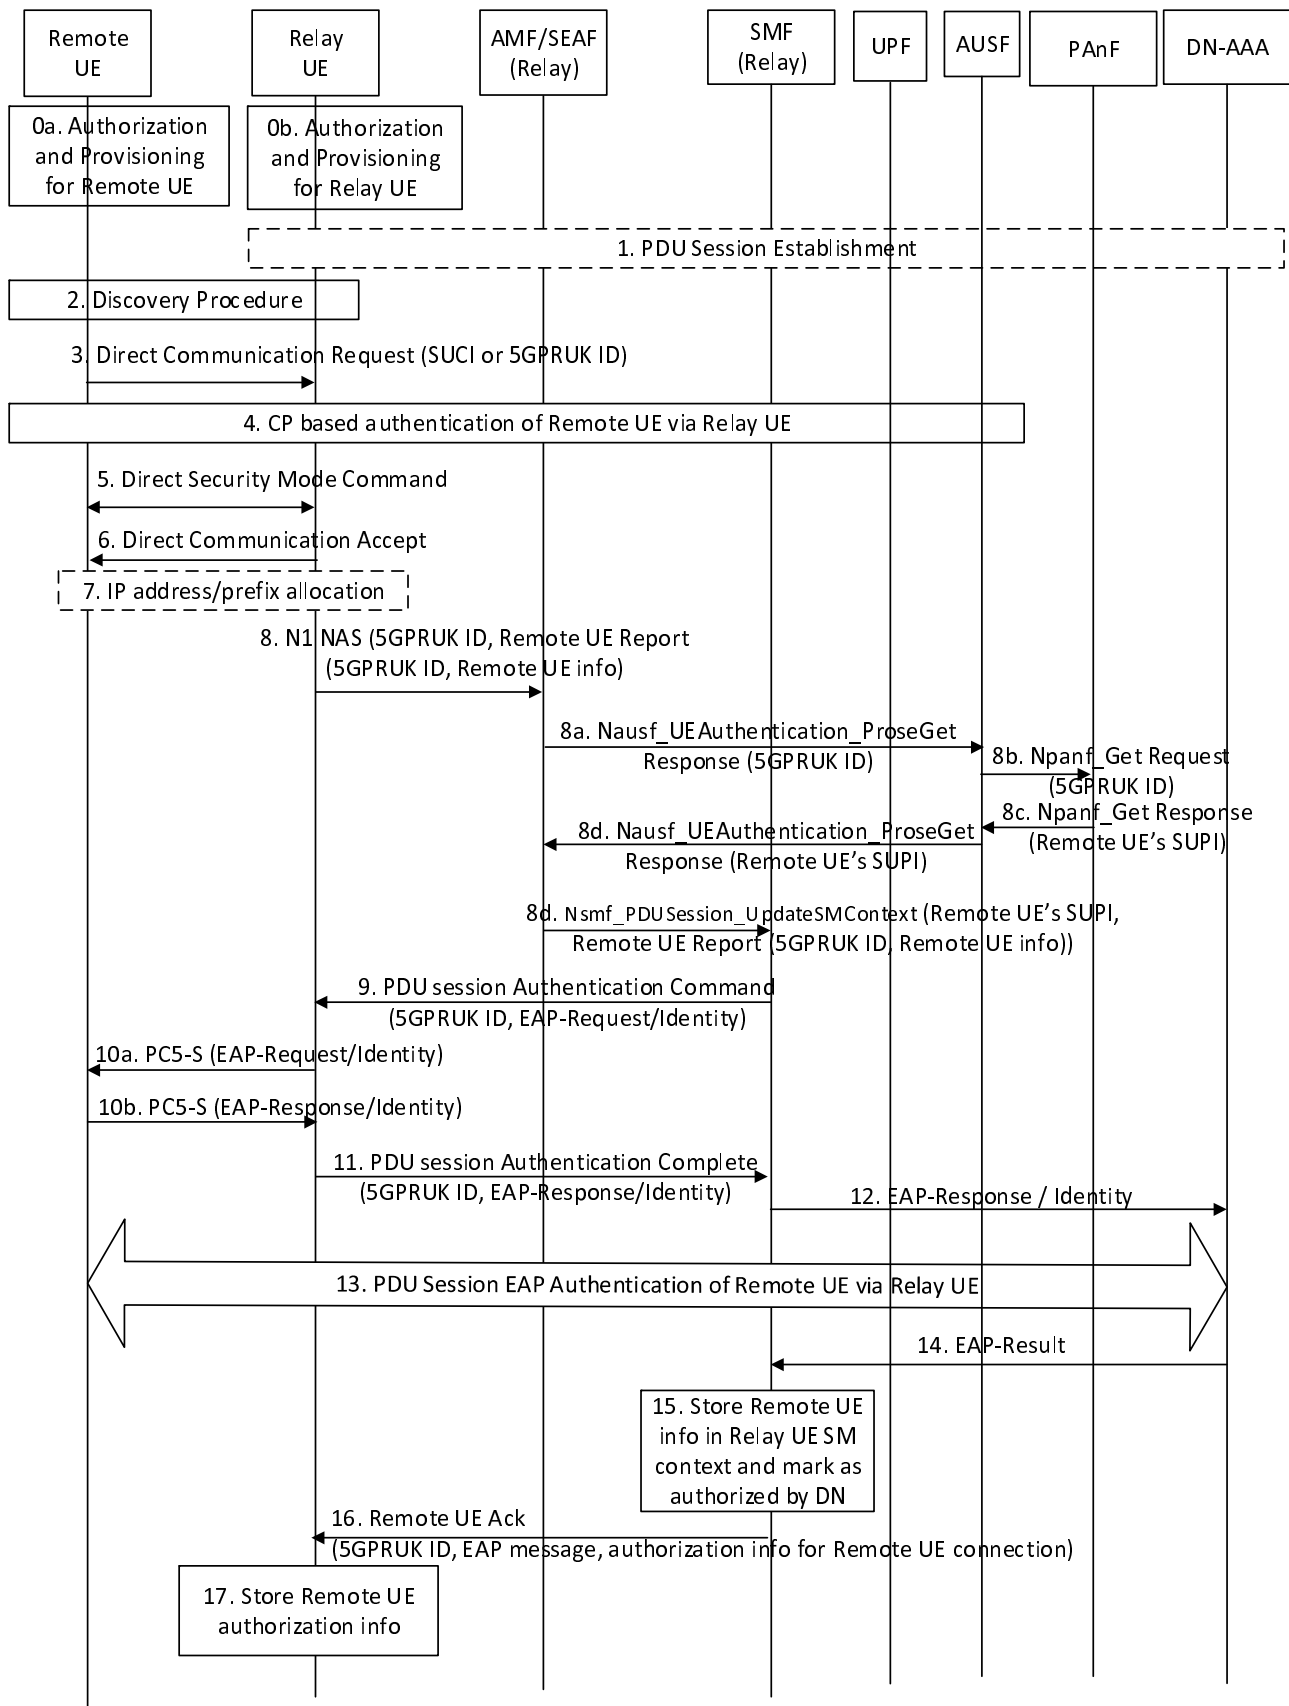 Remote
UE
Relay
UE
AMF/SEAF
(Relay)
SMF
(Relay)
UPF
AUSF
PAnF
DN-AAA
0a. Authorization
and Provisioning
for Remote UE
0b. Authorization
and Provisioning
for Relay UE
1. PDU Session Establishment
2. Discovery Procedure
3. Direct Communication Request (SUCI or 5GPRUK ID)
4. CP based authentication of Remote UE via Relay UE
5. Direct Security Mode Command
6. Direct Communication Accept
7. IP address/prefix allocation
8. N1 NAS (5GPRUK ID, Remote UE Report
(5GPRUK ID, Remote UE info)
8a. Nausf_UEAuthentication_ProseGet
Response (5GPRUK ID)
8b. Npanf_Get Request
(5GPRUK ID)
8c. Npanf_Get Response
(Remote UE's SUPI)
8d. Nausf_UEAuthentication_ProseGet
Response (Remote UE's SUPI)
8d. Nsmf_PDUSession_UpdateSMContext (Remote UE's SUPI,
Remote UE Report (5GPRUK ID, Remote UE info))
9. PDU session Authentication Command
(5GPRUK ID, EAP-Request/Identity)
10a. PC5-S (EAP-Request/Identity)
10b. PC5-S (EAP-Response/Identity)
11. PDU session Authentication Complete
(5GPRUK ID, EAP-Response/Identity)
12. EAP-Response / Identity
13. PDU Session EAP Authentication of Remote UE via Relay UE
14. EAP-Result
15. Store Remote UE
info in Relay UE SM
context and mark as
authorized by DN
16. Remote UE Ack
(5GPRUK ID, EAP message, authorization info for Remote UE connection)
17. Store Remote UE
authorization info